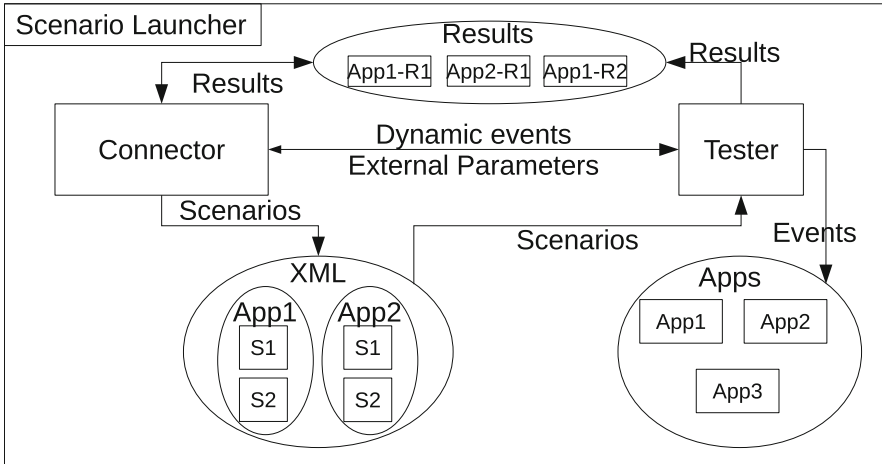 Scenario Launcher
Results
App1-R1 App2-R1 App1-R2
Results
Results
Connector
Dynamic events
External Parameters
Tester
Scenarios
Scenarios
Events
XML
App1
S1
S2
App2
S1
S2
Apps
App1
App2
App3